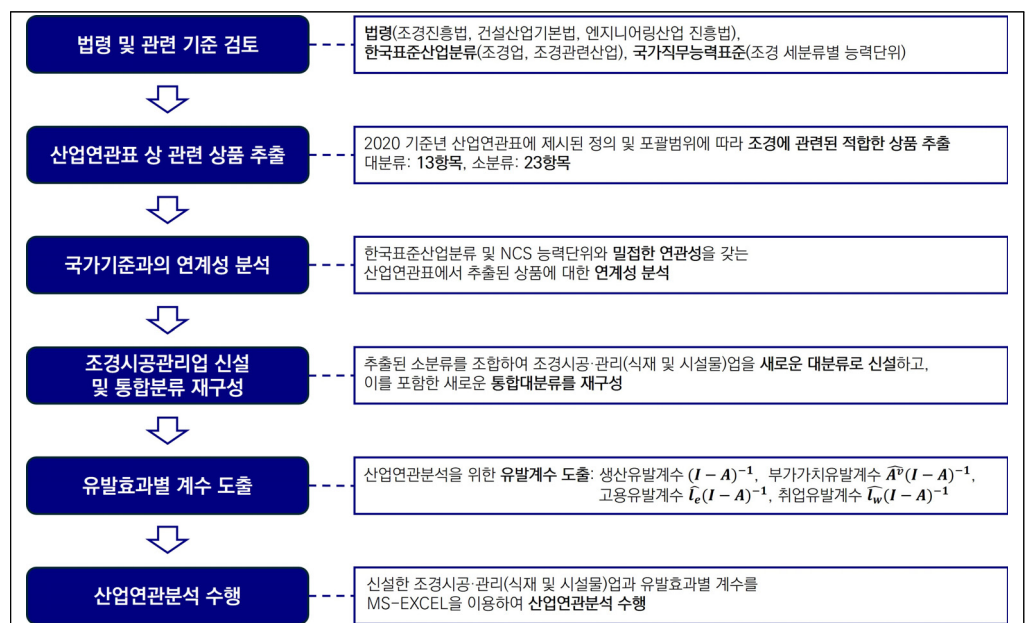 법령 및 관련 기준 검토
법령(조경진흥법, 건설산업기본법, 엔지니어링산업 진흥법),
한국표준산업분류(조경업, 조경관련산업), 국가직무능력표준(조경 세분류별 능력단위)
산업연관표 상 관련 상품 추출
2020 기준년 산업연관표에 제시된 정의 및 포괄범위에 따라 조경에 관련된 적합한 상품 추출
대분류: 13항목, 소분류: 23항목
국가기준과의 연계성 분석
한국표준산업분류 및 NCS 능력단위와 밀접한 연관성을 갖는
산업연관표에서 추출된 상품에 대한 연계성 분석
조경시공관리업 신설
및 통합분류 재구성
추출된 소분류를 조합하여 조경시공·관리(식재 및 시설물)업을 새로운 대분류로 신설하고,
이를 포함한 새로운 통합대분류를 재구성
유발효과별 계수 도출
산업연관분석을 위한 유발계수 도출: 생산유발계수 $(I-A)^{-1}$, 부가가치유발계수 $\widehat{A^v}(I-A)^{-1}$,
고용유발계수 $\widehat{l_e}(I-A)^{-1}$, 취업유발계수 $\widehat{l_w}(I-A)^{-1}$
산업연관분석 수행
신설한 조경시공·관리(식재 및 시설물)업과 유발효과별 계수를
MS-EXCEL을 이용하여 산업연관분석 수행